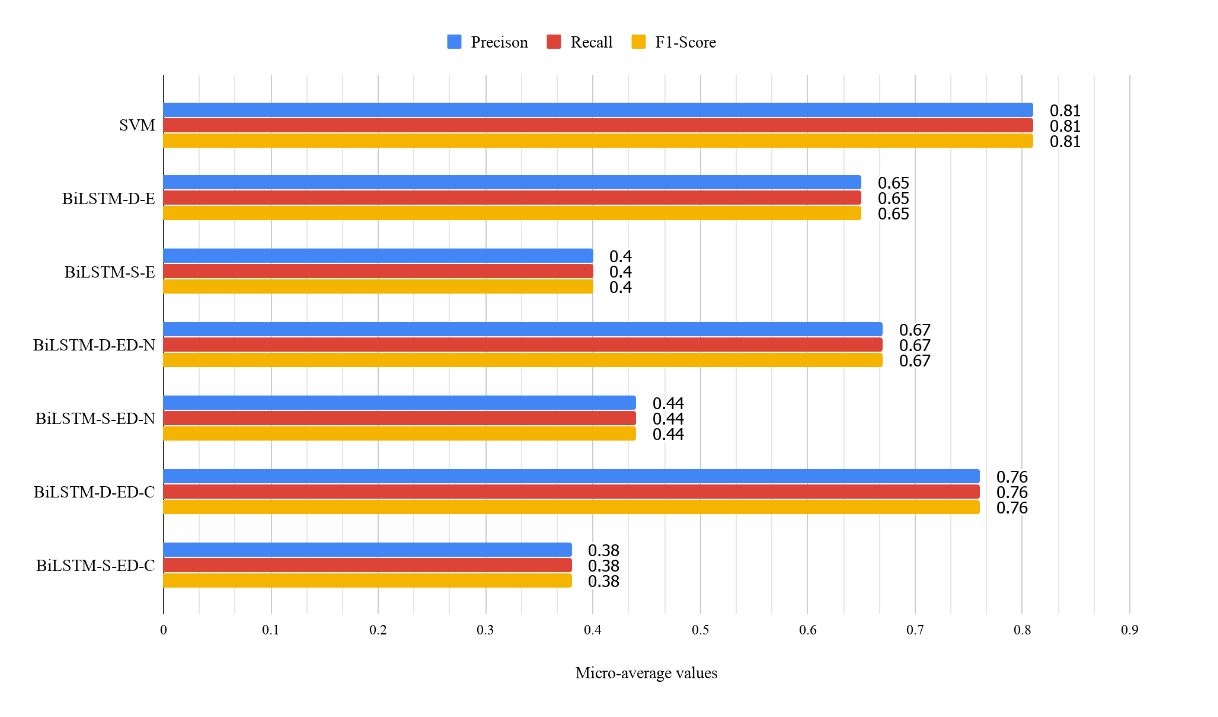 Precison Recall F1-Score
SVM
0.81
0.81
0.81
BiLSTM-D-E
0.65
0.65
0.65
BiLSTM-S-E
0.4
0.4
0.4
BiLSTM-D-ED-N
0.67
0.67
0.67
BiLSTM-S-ED-N
0.44
0.44
0.44
BiLSTM-D-ED-C
0.76
0.76
0.76
BiLSTM-S-ED-C
0.38
0.38
0.38
0 0.1 0.2 0.3 0.4 0.5 0.6 0.7 0.8 0.9
Micro-average values